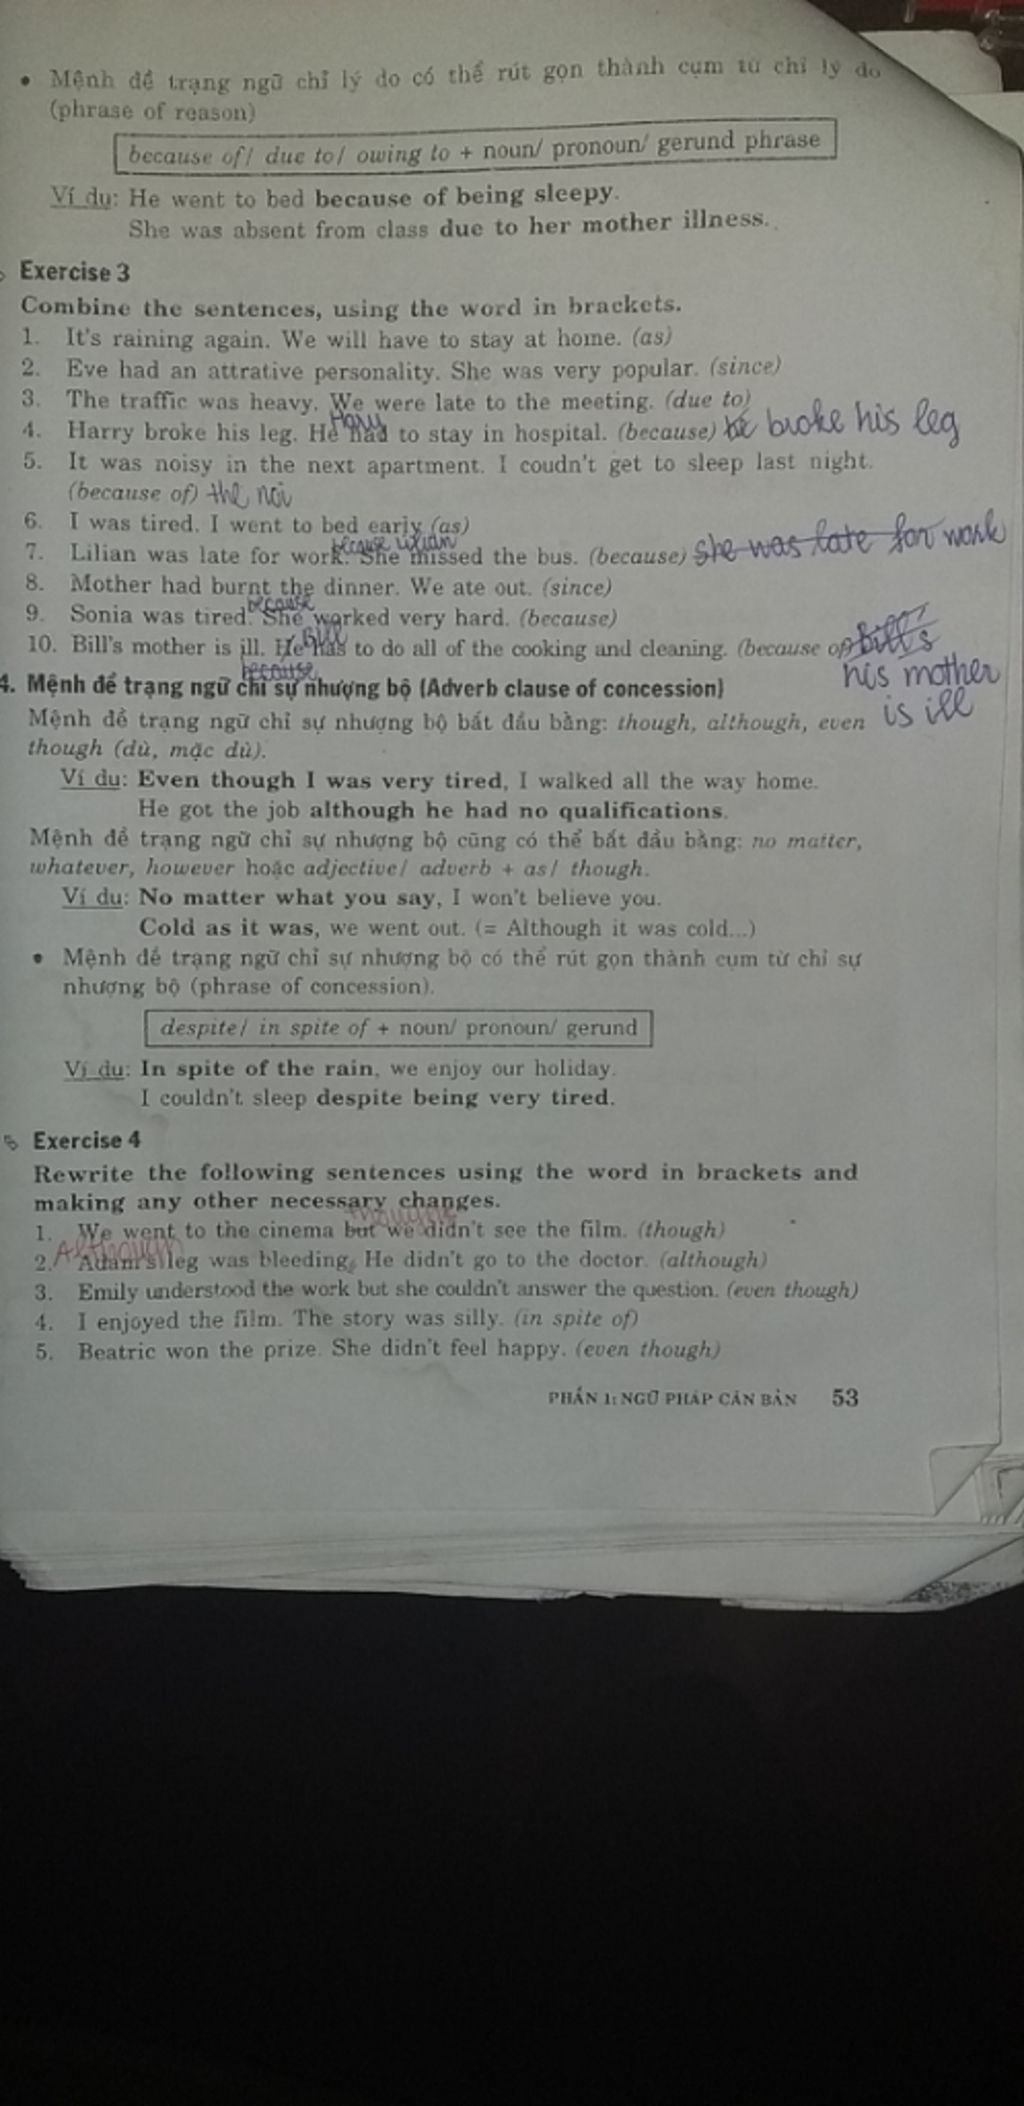 • Mệnh đề trạng ngữ chỉ lý do có thể rút gọn thành cụm từ chỉ lý do
(phrase of reason)
because of/ due to/ owing to + noun/ pronoun/ gerund phrase
Ví dụ: He went to bed because of being sleepy.
She was absent from class due to her mother illness.
Exercise 3
Combine the sentences, using the word in brackets.
1. It's raining again. We will have to stay at home. (as)
2. Eve had an attrative personality. She was very popular. (since)
3. The traffic was heavy. We were late to the meeting. (due to)
4. Harry broke his leg. He had to stay in hospital. (because) he broke his leg
Harry
5. It was noisy in the next apartment. I coudn't get to sleep last night.
(because of) the noi
6. I was tired. I went to bed early (as)
because Lilian
7. Lilian was late for work. She missed the bus. (because) she was late for work
8. Mother had burnt the dinner. We ate out. (since)
because
9. Sonia was tired. She worked very hard. (because)
Bill
10. Bill's mother is ill. He has to do all of the cooking and cleaning. (because of) Bill's
because
his mother
is ill
4. Mệnh đề trạng ngữ chỉ sự nhượng bộ (Adverb clause of concession)
Mệnh đề trạng ngữ chỉ sự nhượng bộ bắt đầu bằng: though, although, even
though (dù, mặc dù).
Ví dụ: Even though I was very tired, I walked all the way home.
He got the job although he had no qualifications.
Mệnh đề trạng ngữ chỉ sự nhượng bộ cũng có thể bắt đầu bằng: no matter,
whatever, however hoặc adjective/ adverb + as/ though.
Ví dụ: No matter what you say, I won't believe you.
Cold as it was, we went out. (= Although it was cold...)
• Mệnh đề trạng ngữ chỉ sự nhượng bộ có thể rút gọn thành cụm từ chỉ sự
nhượng bộ (phrase of concession).
despite/ in spite of + noun/ pronoun/ gerund
Ví dụ: In spite of the rain, we enjoy our holiday.
I couldn't sleep despite being very tired.
Exercise 4
Rewrite the following sentences using the word in brackets and
making any other necessary changes.
though
1. We went to the cinema but we didn't see the film. (though)
Although
2. Adam's leg was bleeding. He didn't go to the doctor. (although)
3. Emily understood the work but she couldn't answer the question. (even though)
4. I enjoyed the film. The story was silly. (in spite of)
5. Beatric won the prize. She didn't feel happy. (even though)
PHẦN 1: NGỮ PHÁP CĂN BẢN 53